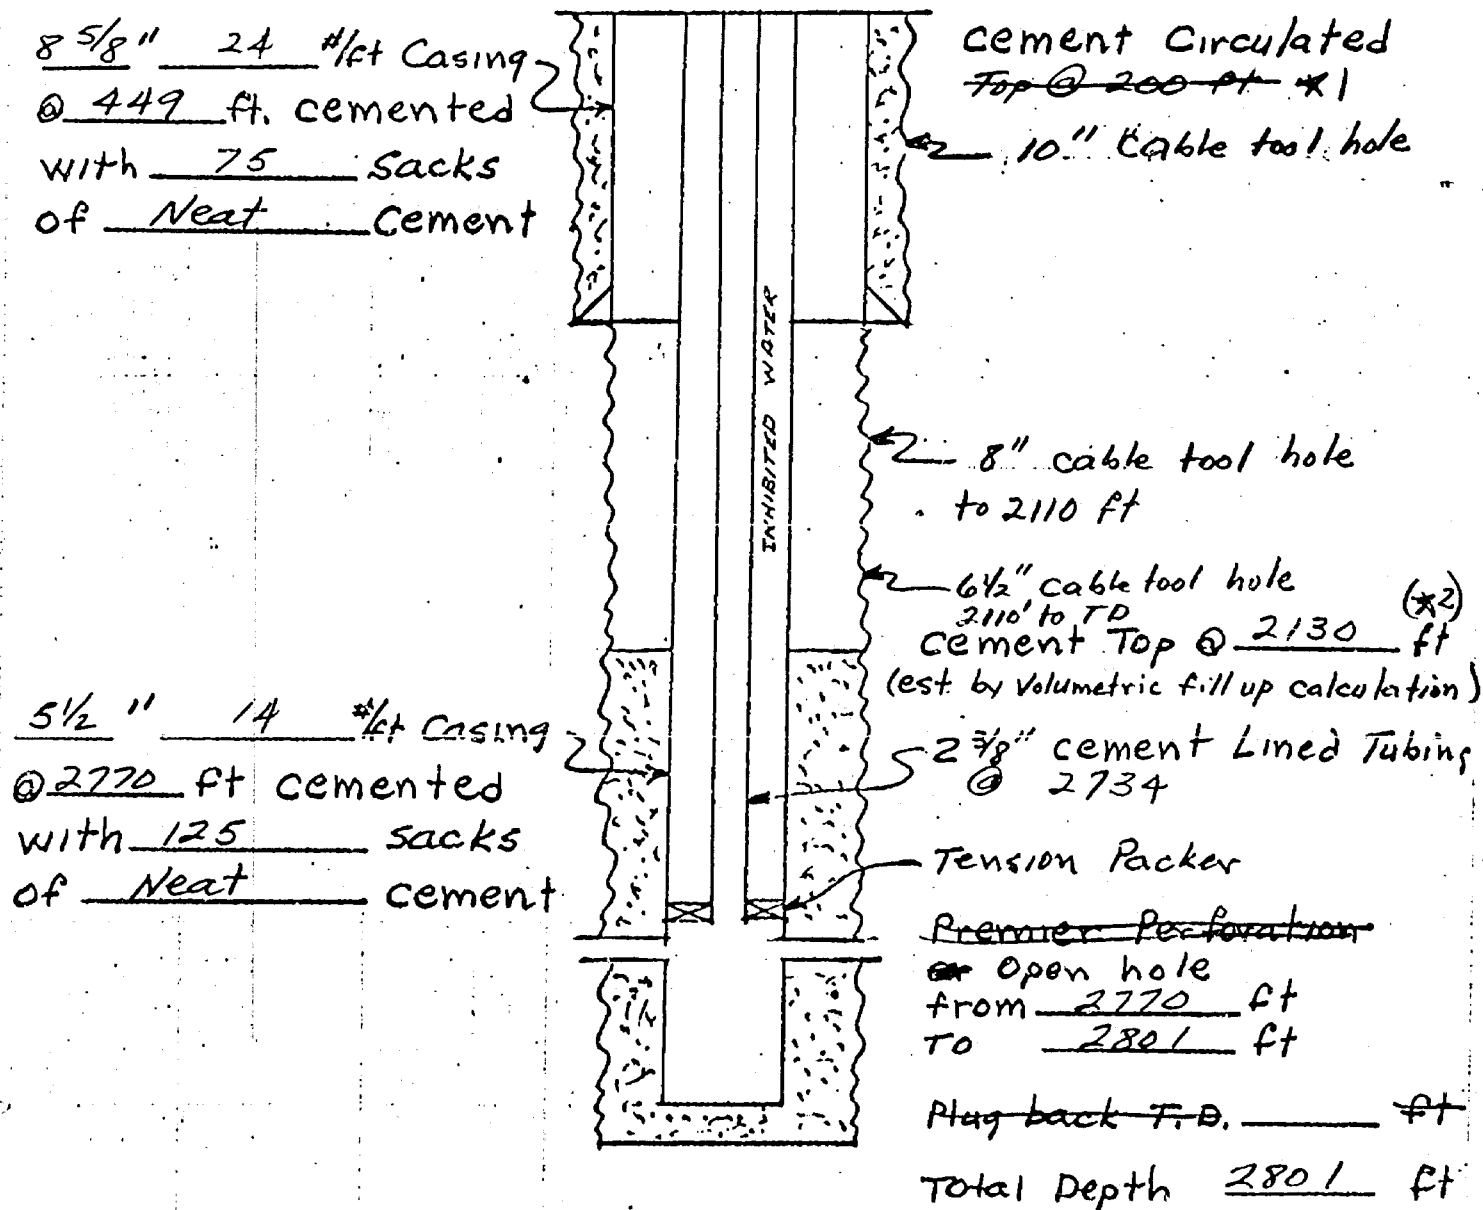 8 5/8" 24 #/ft Casing
@ 449 ft. cemented
with 75 sacks
of Neat Cement
cement Circulated
Top @ 200 ft *1
10" Cable tool hole
INHIBITED WATER
8" cable tool hole
to 2110 ft
6 1/2" cable tool hole
2110' to TD
(*2)
Cement Top @ 2130 ft
(est. by Volumetric fill up calculation)
5 1/2" 14 #/ft Casing
@ 2770 ft cemented
with 125 sacks
of Neat cement
2 3/8" cement Lined Tubing
@ 2734
Tension Packer
Premier Perforation
or Open hole
from 2770 ft
To 2801 ft
Plug back T.D. ft
Total Depth 2801 ft